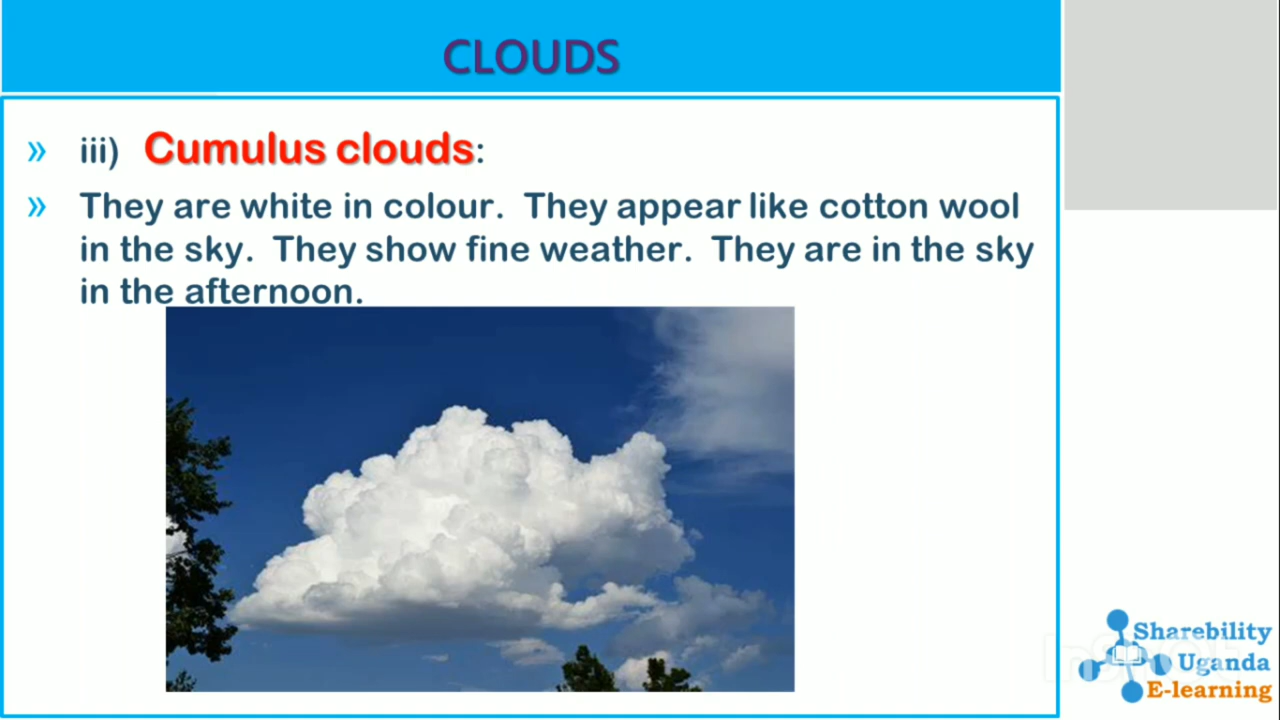 CLOUDS
» iii) Cumulus clouds:
» They are white in colour. They appear like cotton wool
in the sky. They show fine weather. They are in the sky
in the afternoon.
Sharebility
Uganda
E-learning